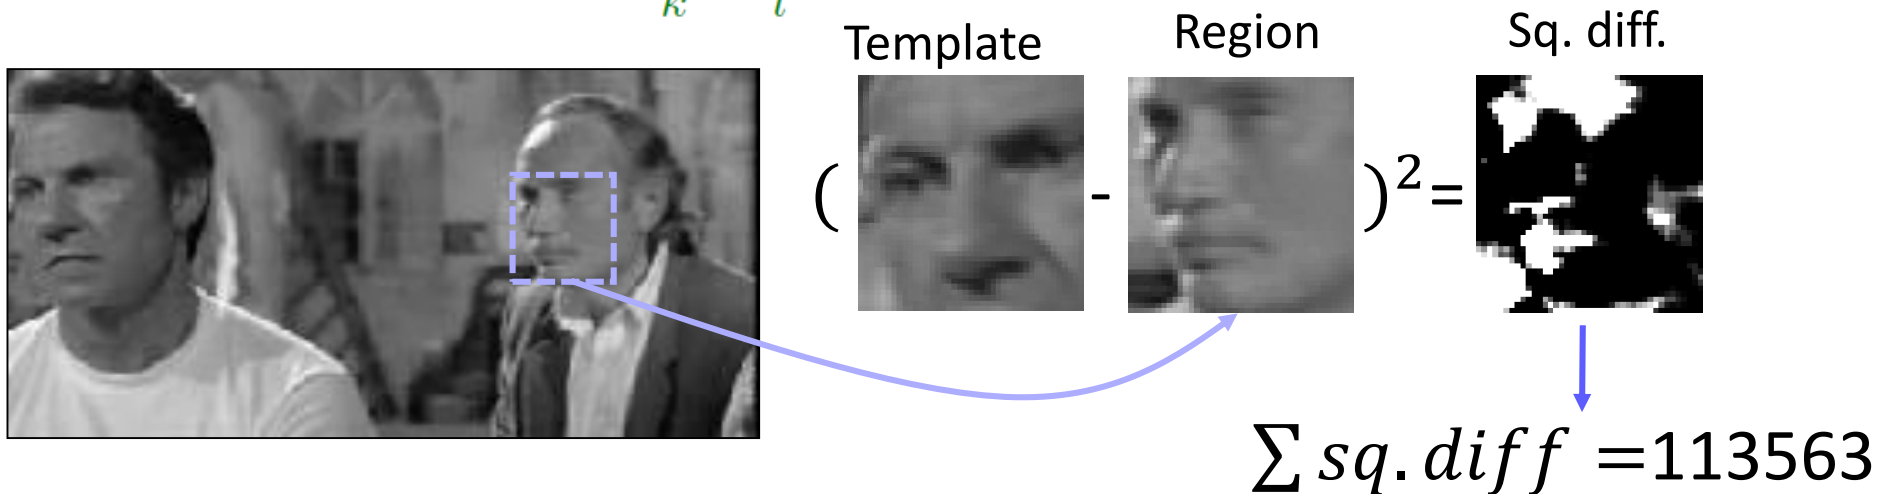 k l
Template
Region
Sq. diff.
( - )²=
∑ sq.diff =113563